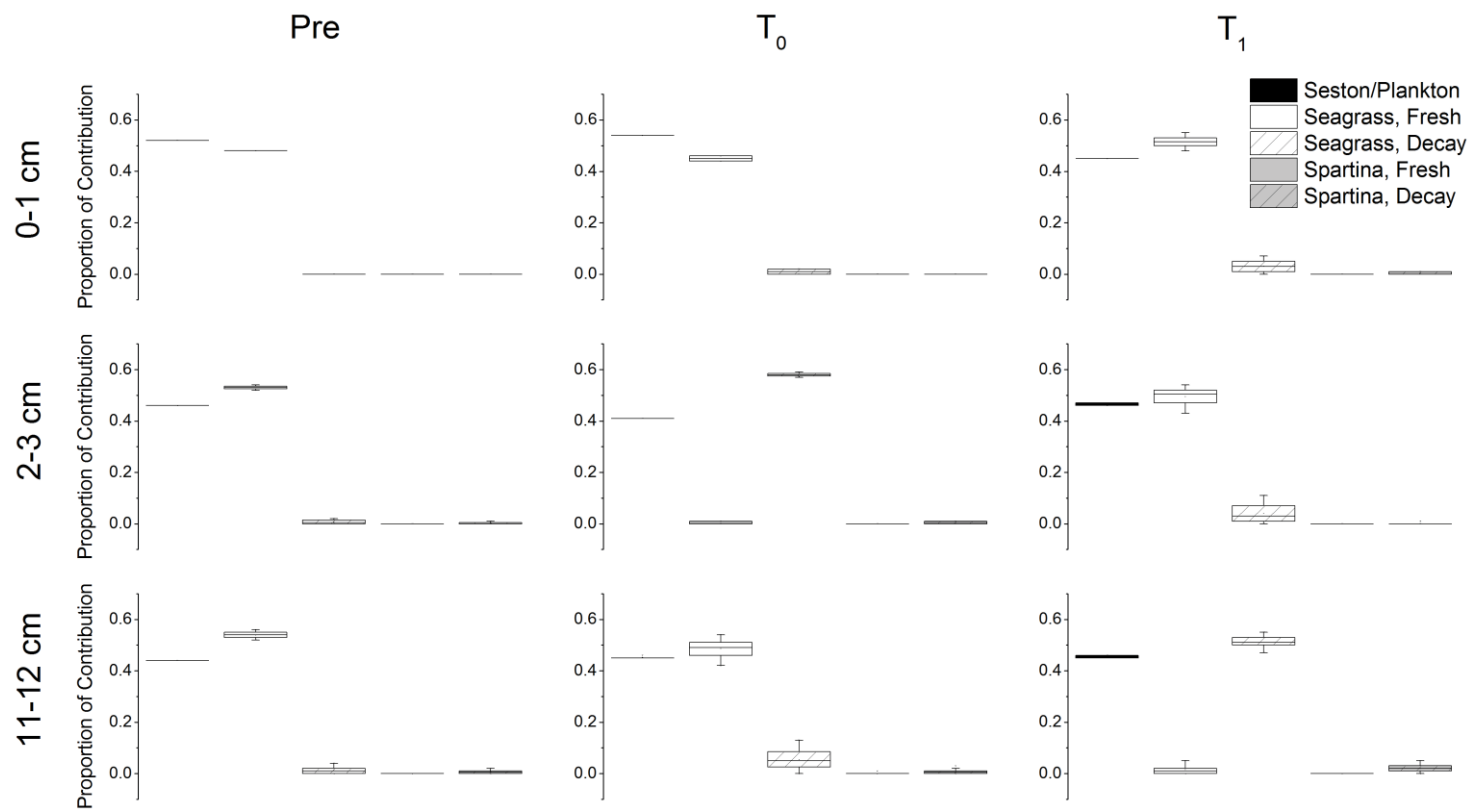 Pre
T0
T1
0-1 cm
Proportion of Contribution
0.6
0.4
0.2
0.0
0.6
0.4
0.2
0.0
0.6
0.4
0.2
0.0
Seston/Plankton
Seagrass, Fresh
Seagrass, Decay
Spartina, Fresh
Spartina, Decay
2-3 cm
Proportion of Contribution
0.6
0.4
0.2
0.0
0.6
0.4
0.2
0.0
0.6
0.4
0.2
0.0
11-12 cm
Proportion of Contribution
0.6
0.4
0.2
0.0
0.6
0.4
0.2
0.0
0.6
0.4
0.2
0.0